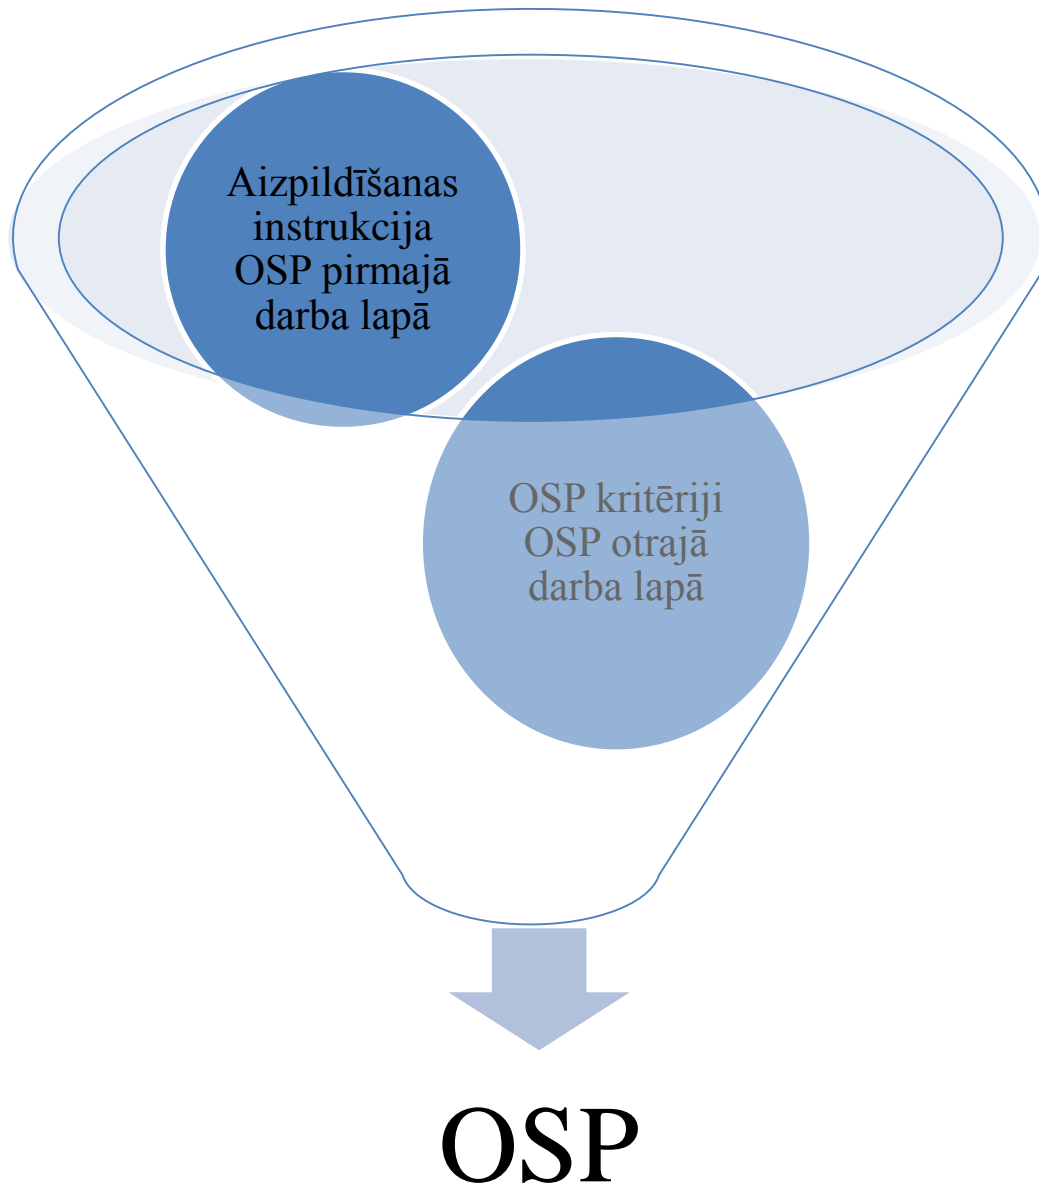 Aizpildīšanas
instrukcija
OSP pirmajā
darba lapā
OSP kritēriji
OSP otrajā
darba lapā
OSP